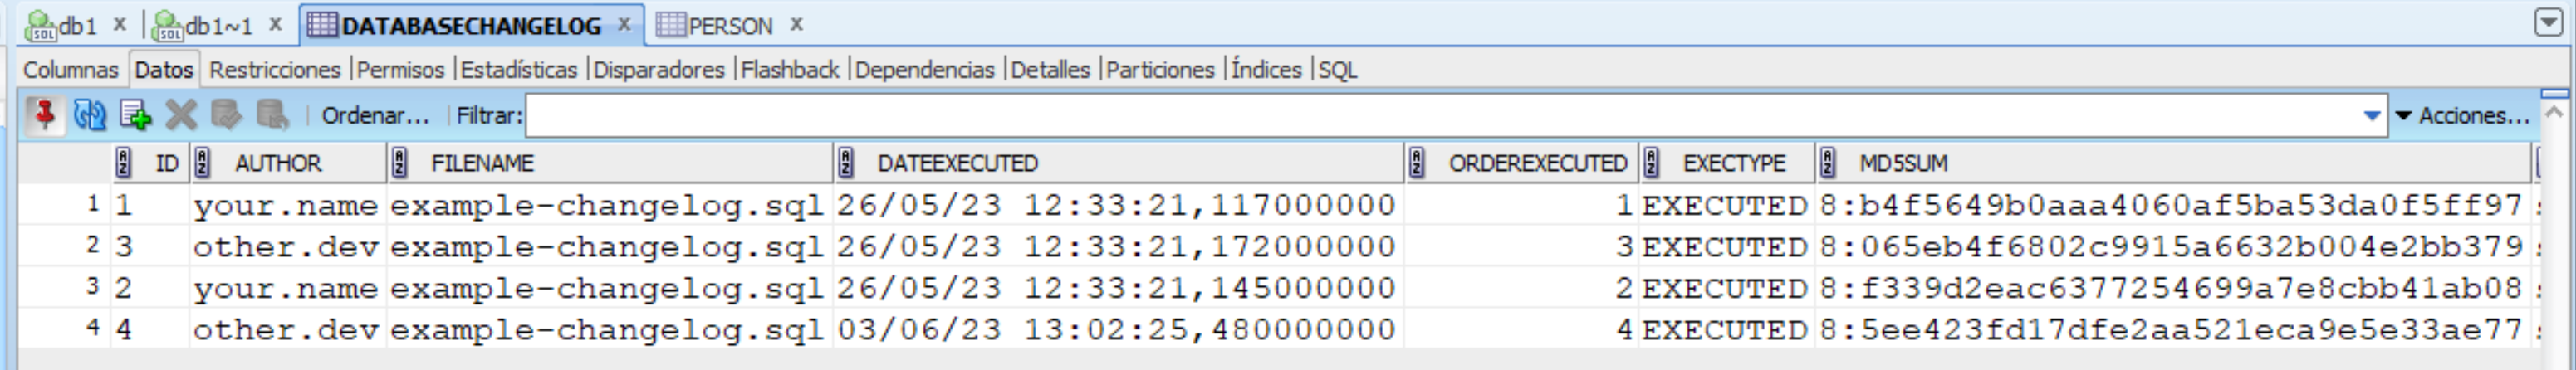 db1 x db1~1 x DATABASECHANGELOG x PERSON x
Columnas Datos Restricciones |Permisos |Estadísticas |Disparadores |Flashback |Dependencias |Detalles |Particiones |Índices |SQL
Ordenar... Filtrar: Acciones...
ID AUTHOR FILENAME DATEEXECUTED ORDEREXECUTED EXECTYPE MD5SUM
1 1 your.name example-changelog.sql 26/05/23 12:33:21,117000000 1 EXECUTED 8:b4f5649b0aaa4060af5ba53da0f5ff97
2 3 other.dev example-changelog.sql 26/05/23 12:33:21,172000000 3 EXECUTED 8:065eb4f6802c9915a6632b004e2bb379
3 2 your.name example-changelog.sql 26/05/23 12:33:21,145000000 2 EXECUTED 8:f339d2eac6377254699a7e8cbb41ab08
4 4 other.dev example-changelog.sql 03/06/23 13:02:25,480000000 4 EXECUTED 8:5ee423fd17dfe2aa521eca9e5e33ae77